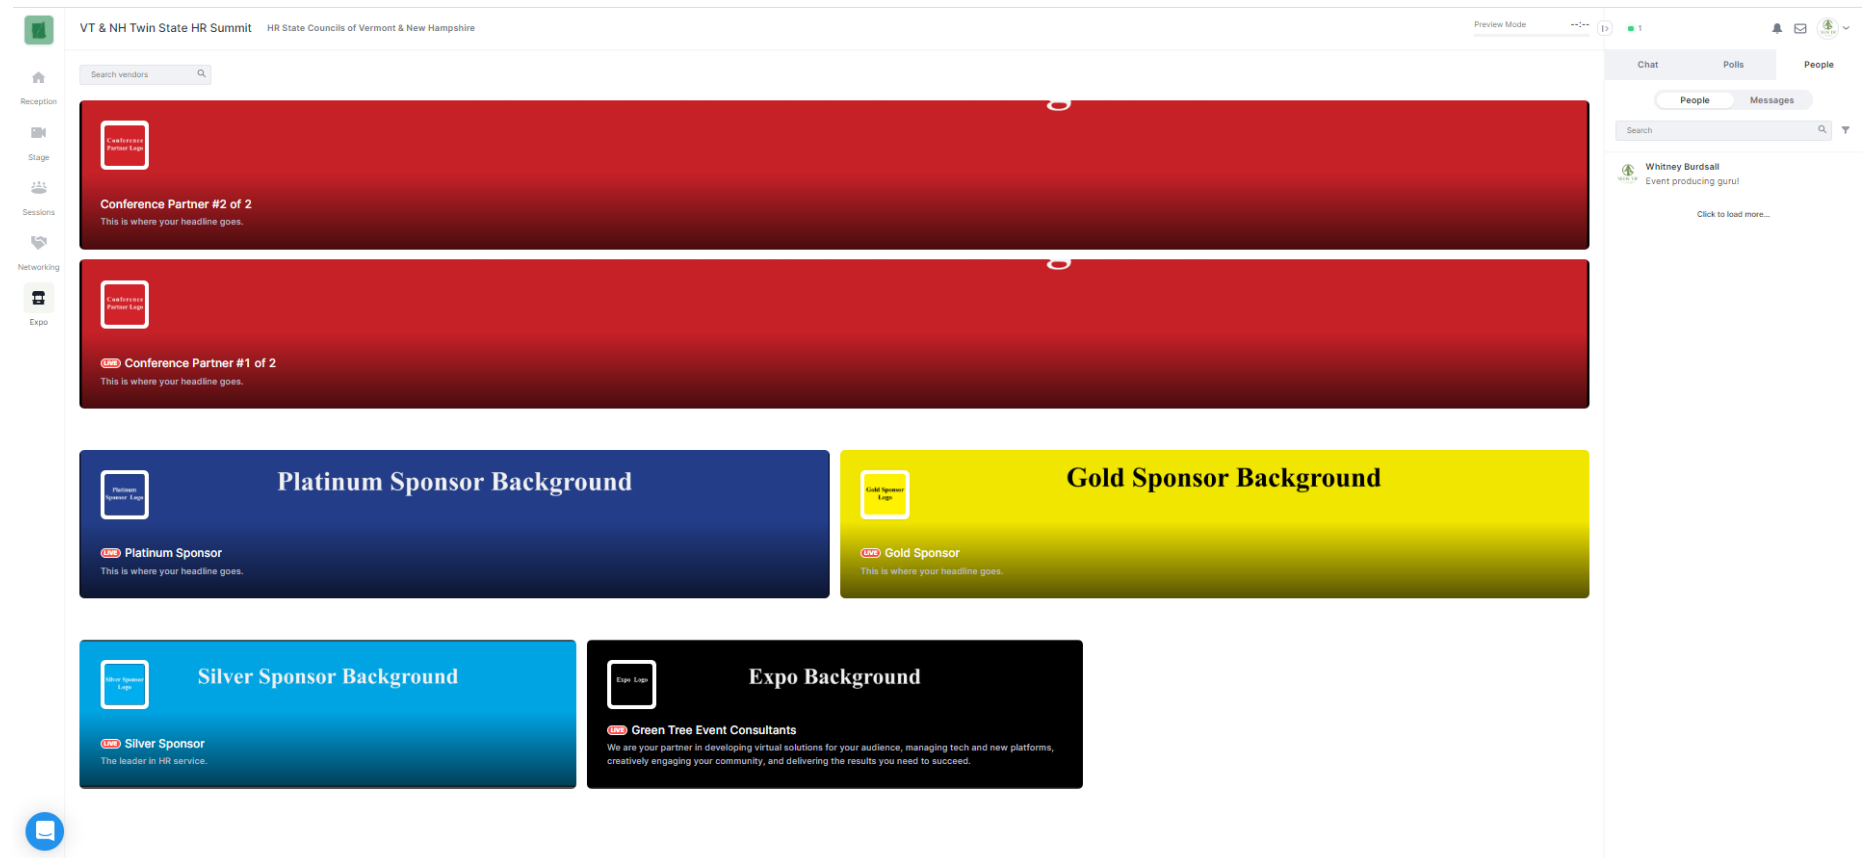 VT & NH Twin State HR Summit
HR State Councils of Vermont & New Hampshire
Preview Mode
--:--
1
Reception
Stage
Sessions
Networking
Expo
Search vendors
g
Conference
Partner Logo
Conference Partner #2 of 2
This is where your headline goes.
g
Conference
Partner Logo
LIVE Conference Partner #1 of 2
This is where your headline goes.
Platinum
Sponsor Logo
Platinum Sponsor Background
LIVE Platinum Sponsor
This is where your headline goes.
Gold Sponsor
Logo
Gold Sponsor Background
LIVE Gold Sponsor
This is where your headline goes.
Silver Sponsor
Logo
Silver Sponsor Background
LIVE Silver Sponsor
The leader in HR service.
Expo Logo
Expo Background
LIVE Green Tree Event Consultants
We are your partner in developing virtual solutions for your audience, managing tech and new platforms,
creatively engaging your community, and delivering the results you need to succeed.
Chat
Polls
People
People
Messages
Search
Whitney Burdsall
Event producing guru!
Click to load more...